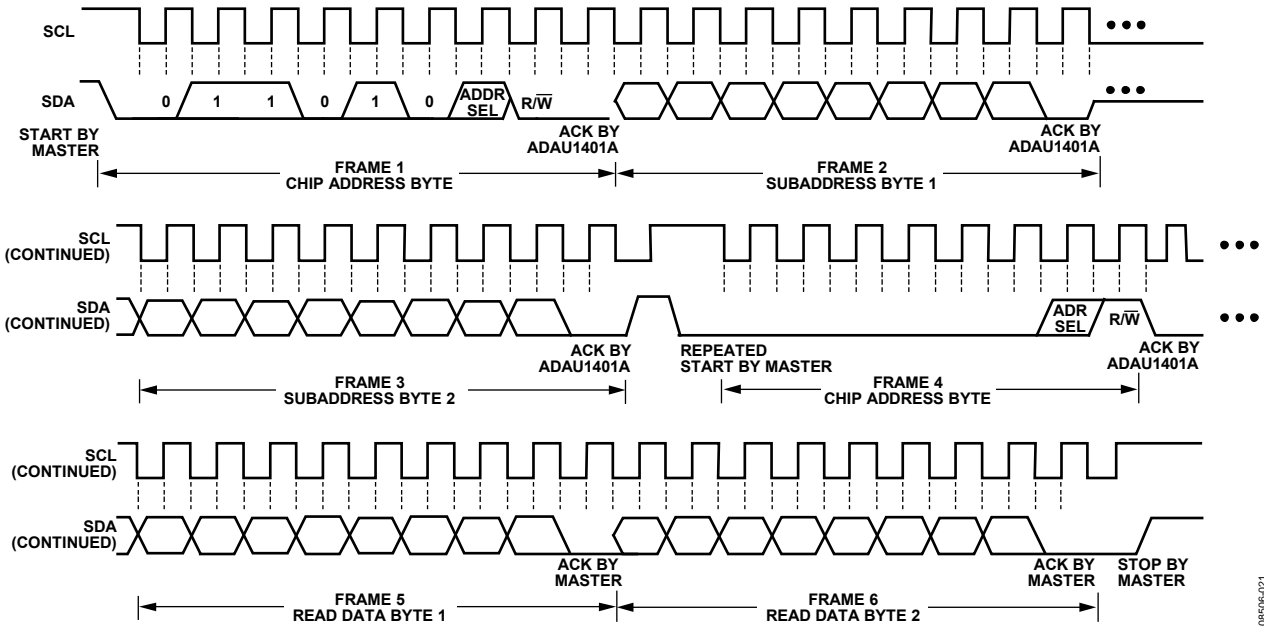 SCL
SDA
0 1 1 0 1 0 ADDR SEL R/W̅
START BY MASTER
ACK BY ADAU1401A
ACK BY ADAU1401A
FRAME 1
CHIP ADDRESS BYTE
FRAME 2
SUBADDRESS BYTE 1
SCL
(CONTINUED)
SDA
(CONTINUED)
ADR SEL R/W̅
ACK BY ADAU1401A
REPEATED
START BY MASTER
ACK BY ADAU1401A
FRAME 3
SUBADDRESS BYTE 2
FRAME 4
CHIP ADDRESS BYTE
SCL
(CONTINUED)
SDA
(CONTINUED)
ACK BY MASTER
ACK BY MASTER
STOP BY MASTER
FRAME 5
READ DATA BYTE 1
FRAME 6
READ DATA BYTE 2
08506-021